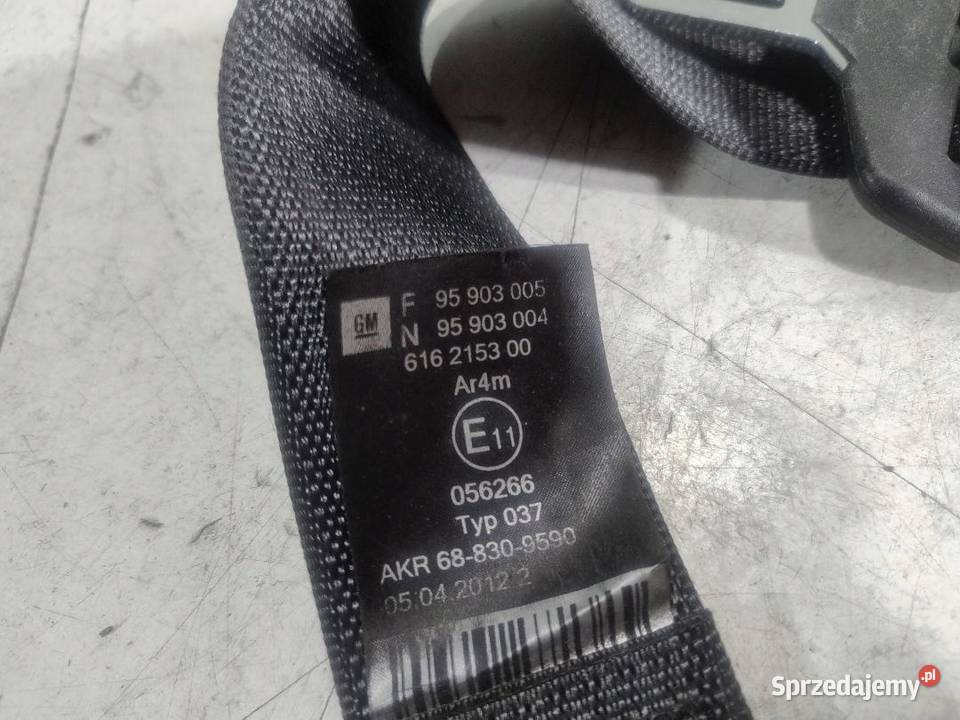 GM F 95 903 005
N 95 903 004
616 2153 00
Ar4m
E11
056266
Typ 037
AKR 68-830-9590
05.04.2012 2
Sprzedajemy.pl